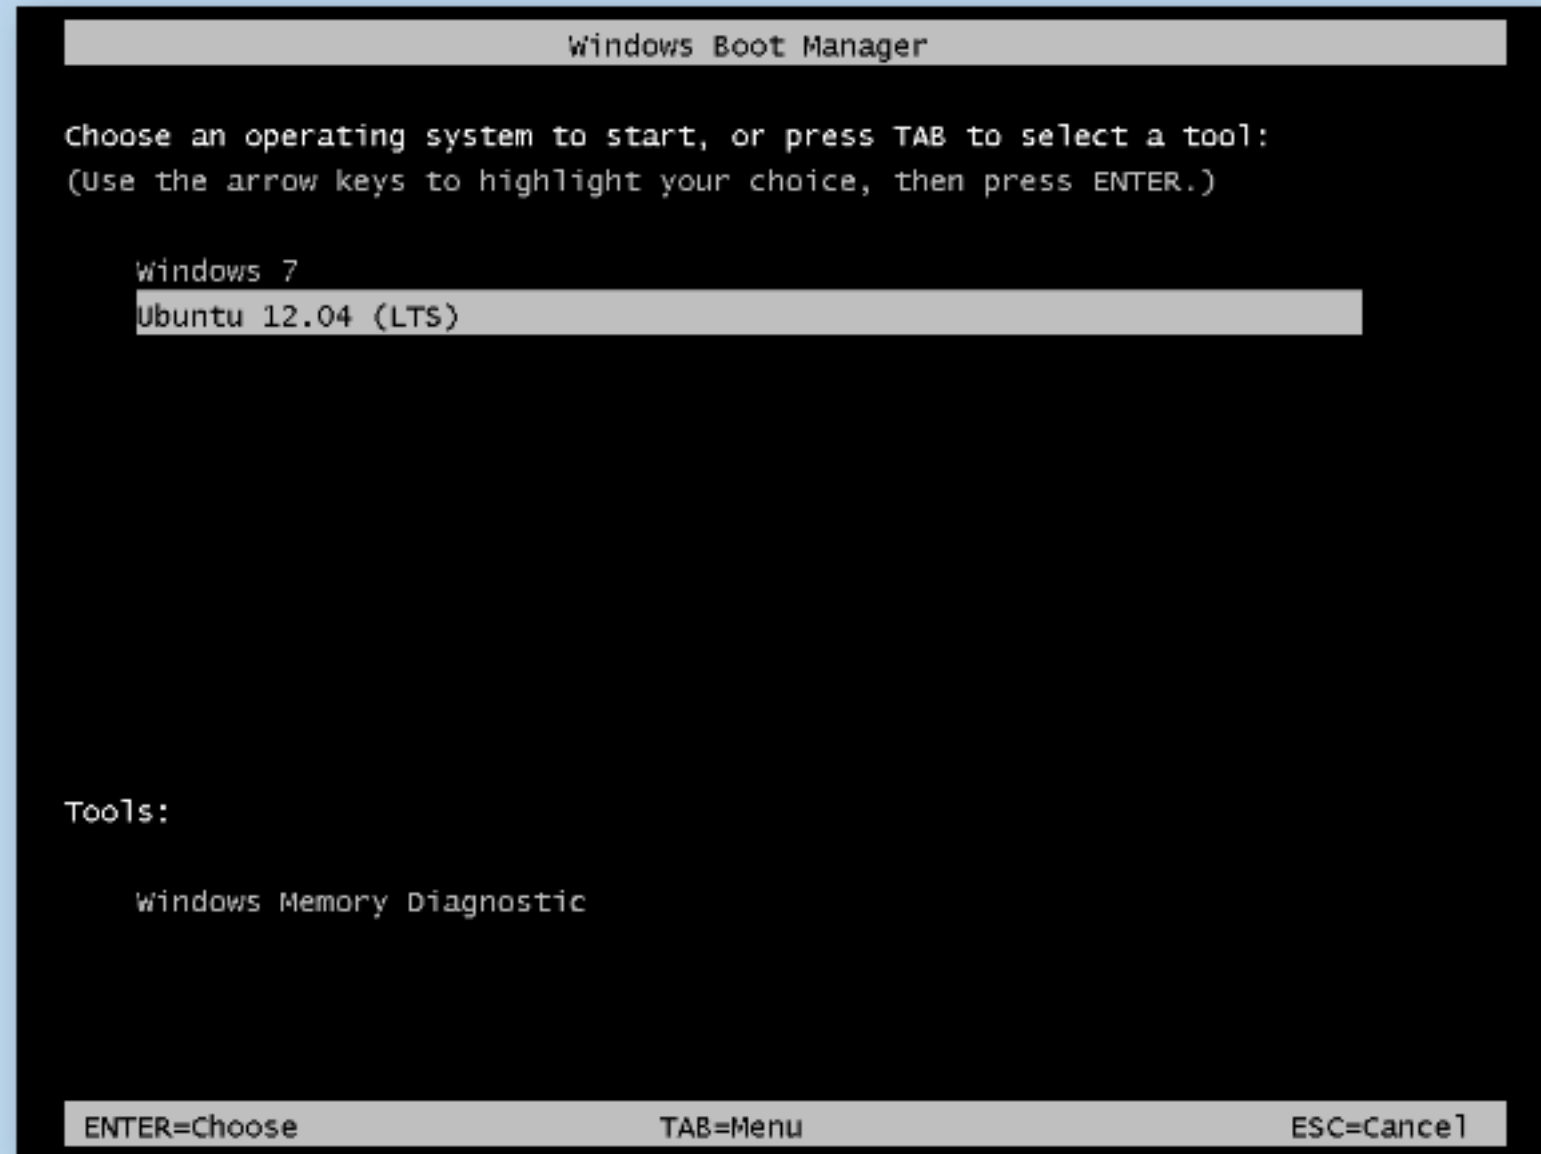 Windows Boot Manager
Choose an operating system to start, or press TAB to select a tool:
(Use the arrow keys to highlight your choice, then press ENTER.)
Windows 7
Ubuntu 12.04 (LTS)
Tools:
Windows Memory Diagnostic
ENTER=Choose TAB=Menu ESC=Cancel